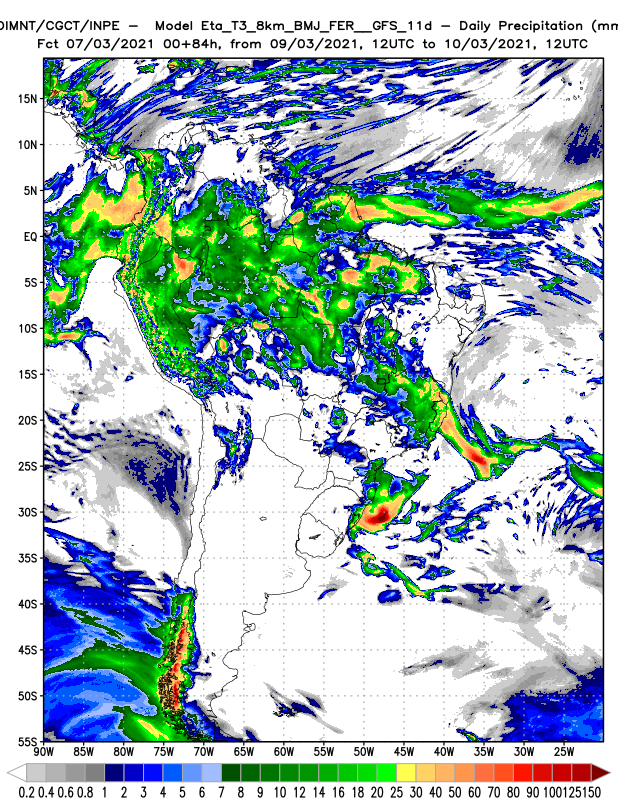 DIMNT/CGCT/INPE – Model Eta_T3_8km_BMJ_FER__GFS_11d – Daily Precipitation (mm
Fct 07/03/2021 00+84h, from 09/03/2021, 12UTC to 10/03/2021, 12UTC
15N
10N
5N
EQ
5S
10S
15S
20S
25S
30S
35S
40S
45S
50S
55S
90W 85W 80W 75W 70W 65W 60W 55W 50W 45W 40W 35W 30W 25W
0.2 0.4 0.6 0.8 1 2 3 4 5 6 7 8 9 10 12 14 16 18 20 25 30 40 50 60 70 80 90 100 125 150